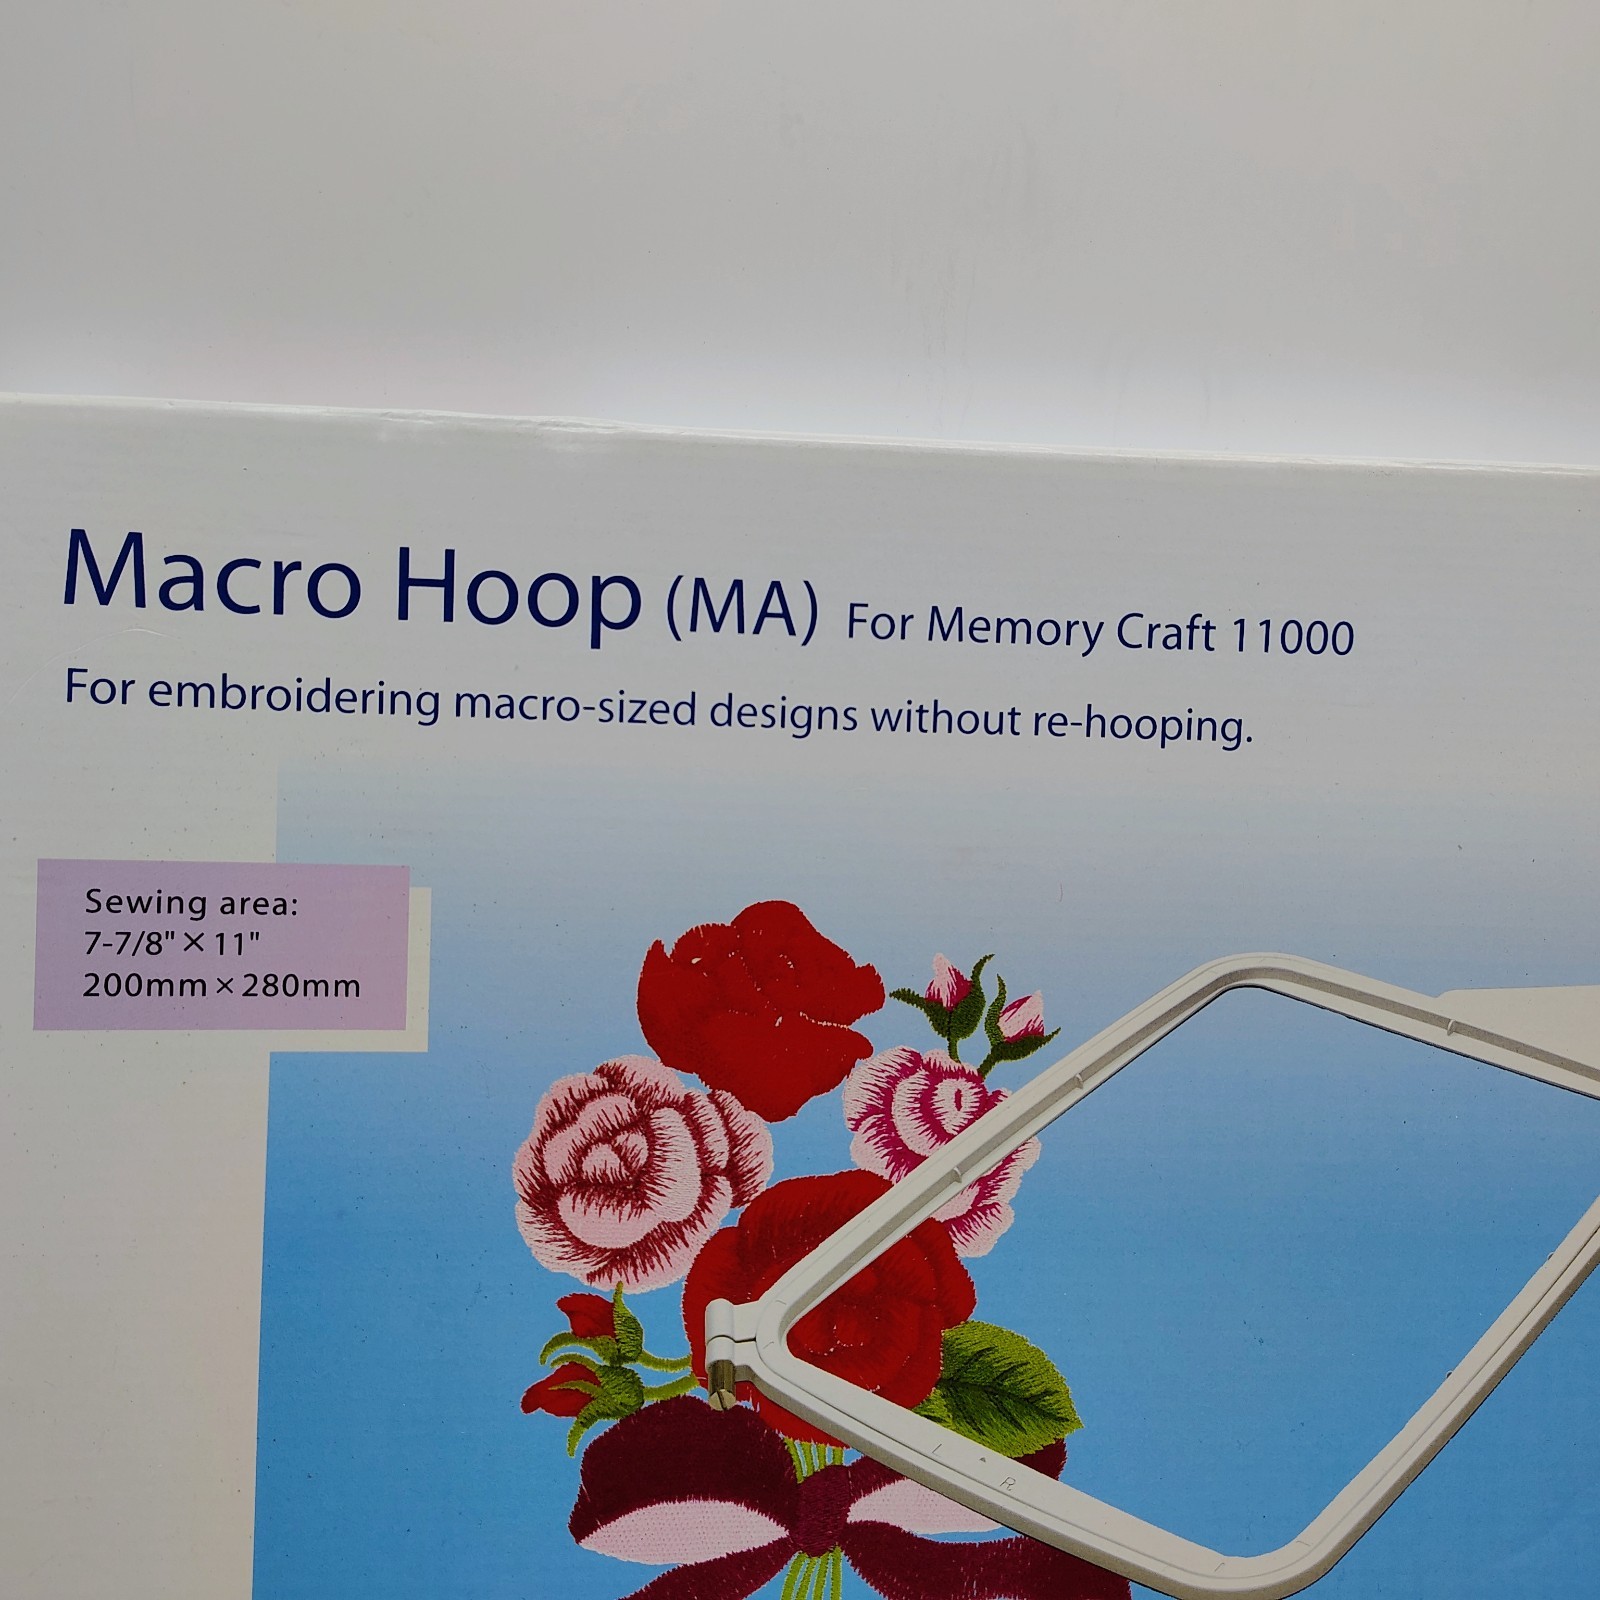 Macro Hoop (MA) For Memory Craft 11000
For embroidering macro-sized designs without re-hooping.
Sewing area:
7-7/8"×11"
200mm×280mm
L
R